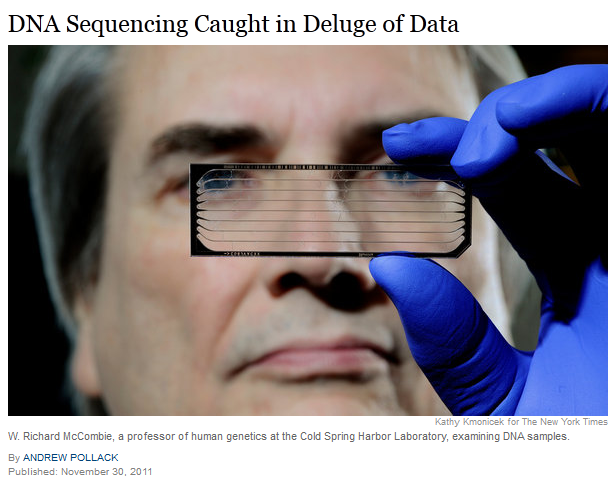 DNA Sequencing Caught in Deluge of Data
Kathy Kmonicek for The New York Times
W. Richard McCombie, a professor of human genetics at the Cold Spring Harbor Laboratory, examining DNA samples.
By ANDREW POLLACK
Published: November 30, 2011